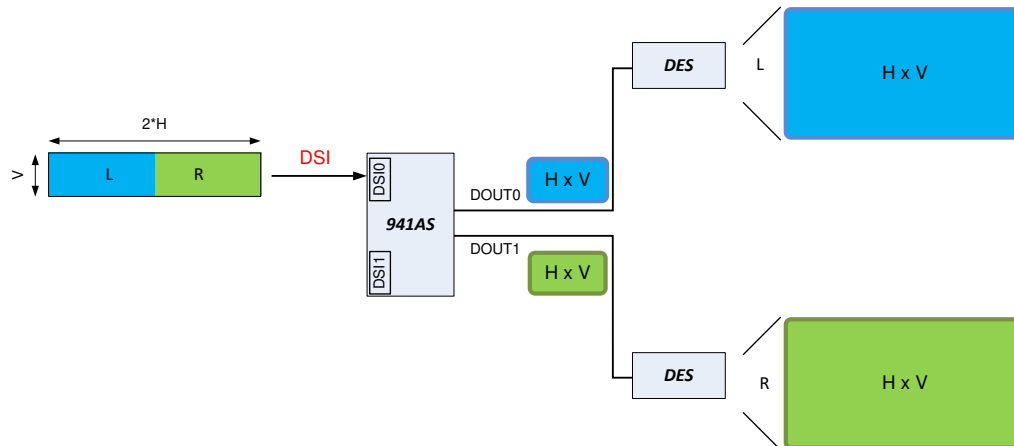 2*H
V
L
R
DSI
DSI0
DSI1
941AS
DOUT0
DOUT1
H x V
H x V
DES
L
H x V
DES
R
H x V